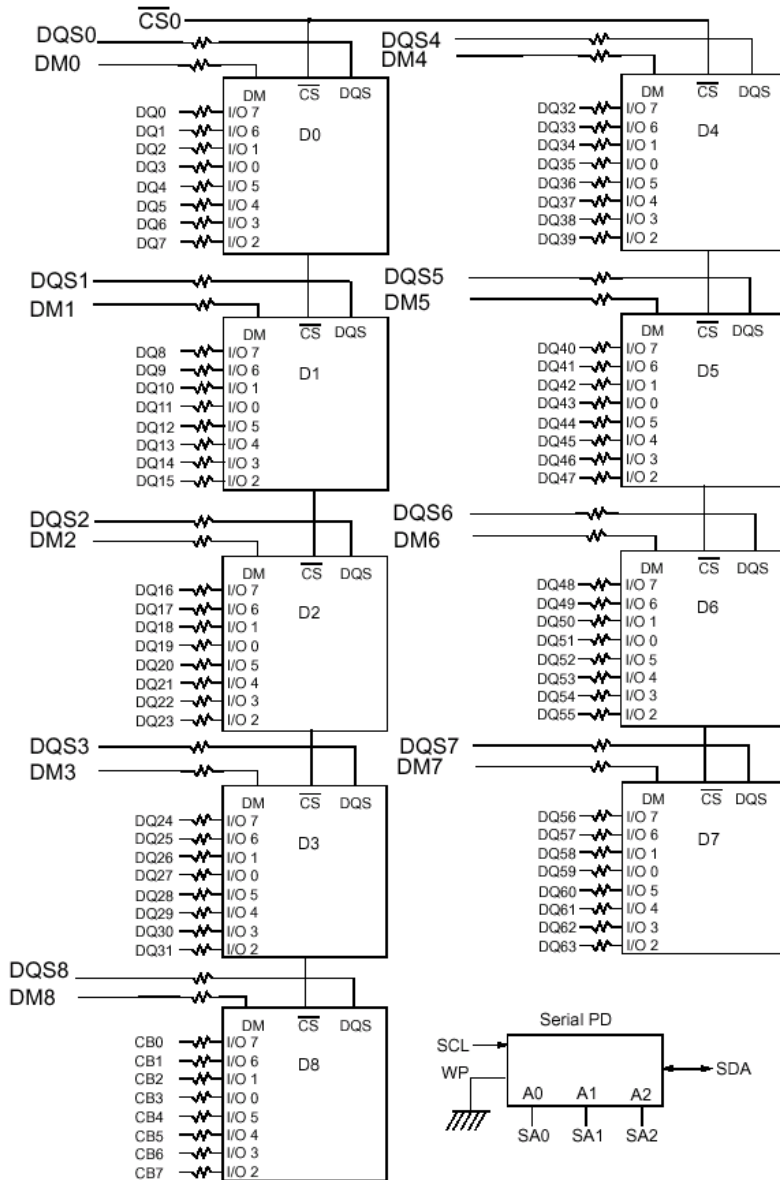 CS0
DQS0
DM0
DM CS DQS
D0
DQ0 I/O 7
DQ1 I/O 6
DQ2 I/O 1
DQ3 I/O 0
DQ4 I/O 5
DQ5 I/O 4
DQ6 I/O 3
DQ7 I/O 2
DQS1
DM1
DM CS DQS
D1
DQ8 I/O 7
DQ9 I/O 6
DQ10 I/O 1
DQ11 I/O 0
DQ12 I/O 5
DQ13 I/O 4
DQ14 I/O 3
DQ15 I/O 2
DQS2
DM2
DM CS DQS
D2
DQ16 I/O 7
DQ17 I/O 6
DQ18 I/O 1
DQ19 I/O 0
DQ20 I/O 5
DQ21 I/O 4
DQ22 I/O 3
DQ23 I/O 2
DQS3
DM3
DM CS DQS
D3
DQ24 I/O 7
DQ25 I/O 6
DQ26 I/O 1
DQ27 I/O 0
DQ28 I/O 5
DQ29 I/O 4
DQ30 I/O 3
DQ31 I/O 2
DQS8
DM8
DM CS DQS
D8
CB0 I/O 7
CB1 I/O 6
CB2 I/O 1
CB3 I/O 0
CB4 I/O 5
CB5 I/O 4
CB6 I/O 3
CB7 I/O 2
DQS4
DM4
DM CS DQS
D4
DQ32 I/O 7
DQ33 I/O 6
DQ34 I/O 1
DQ35 I/O 0
DQ36 I/O 5
DQ37 I/O 4
DQ38 I/O 3
DQ39 I/O 2
DQS5
DM5
DM CS DQS
D5
DQ40 I/O 7
DQ41 I/O 6
DQ42 I/O 1
DQ43 I/O 0
DQ44 I/O 5
DQ45 I/O 4
DQ46 I/O 3
DQ47 I/O 2
DQS6
DM6
DM CS DQS
D6
DQ48 I/O 7
DQ49 I/O 6
DQ50 I/O 1
DQ51 I/O 0
DQ52 I/O 5
DQ53 I/O 4
DQ54 I/O 3
DQ55 I/O 2
DQS7
DM7
DM CS DQS
D7
DQ56 I/O 7
DQ57 I/O 6
DQ58 I/O 1
DQ59 I/O 0
DQ60 I/O 5
DQ61 I/O 4
DQ62 I/O 3
DQ63 I/O 2
Serial PD
SCL
WP
SDA
A0 A1 A2
SA0 SA1 SA2